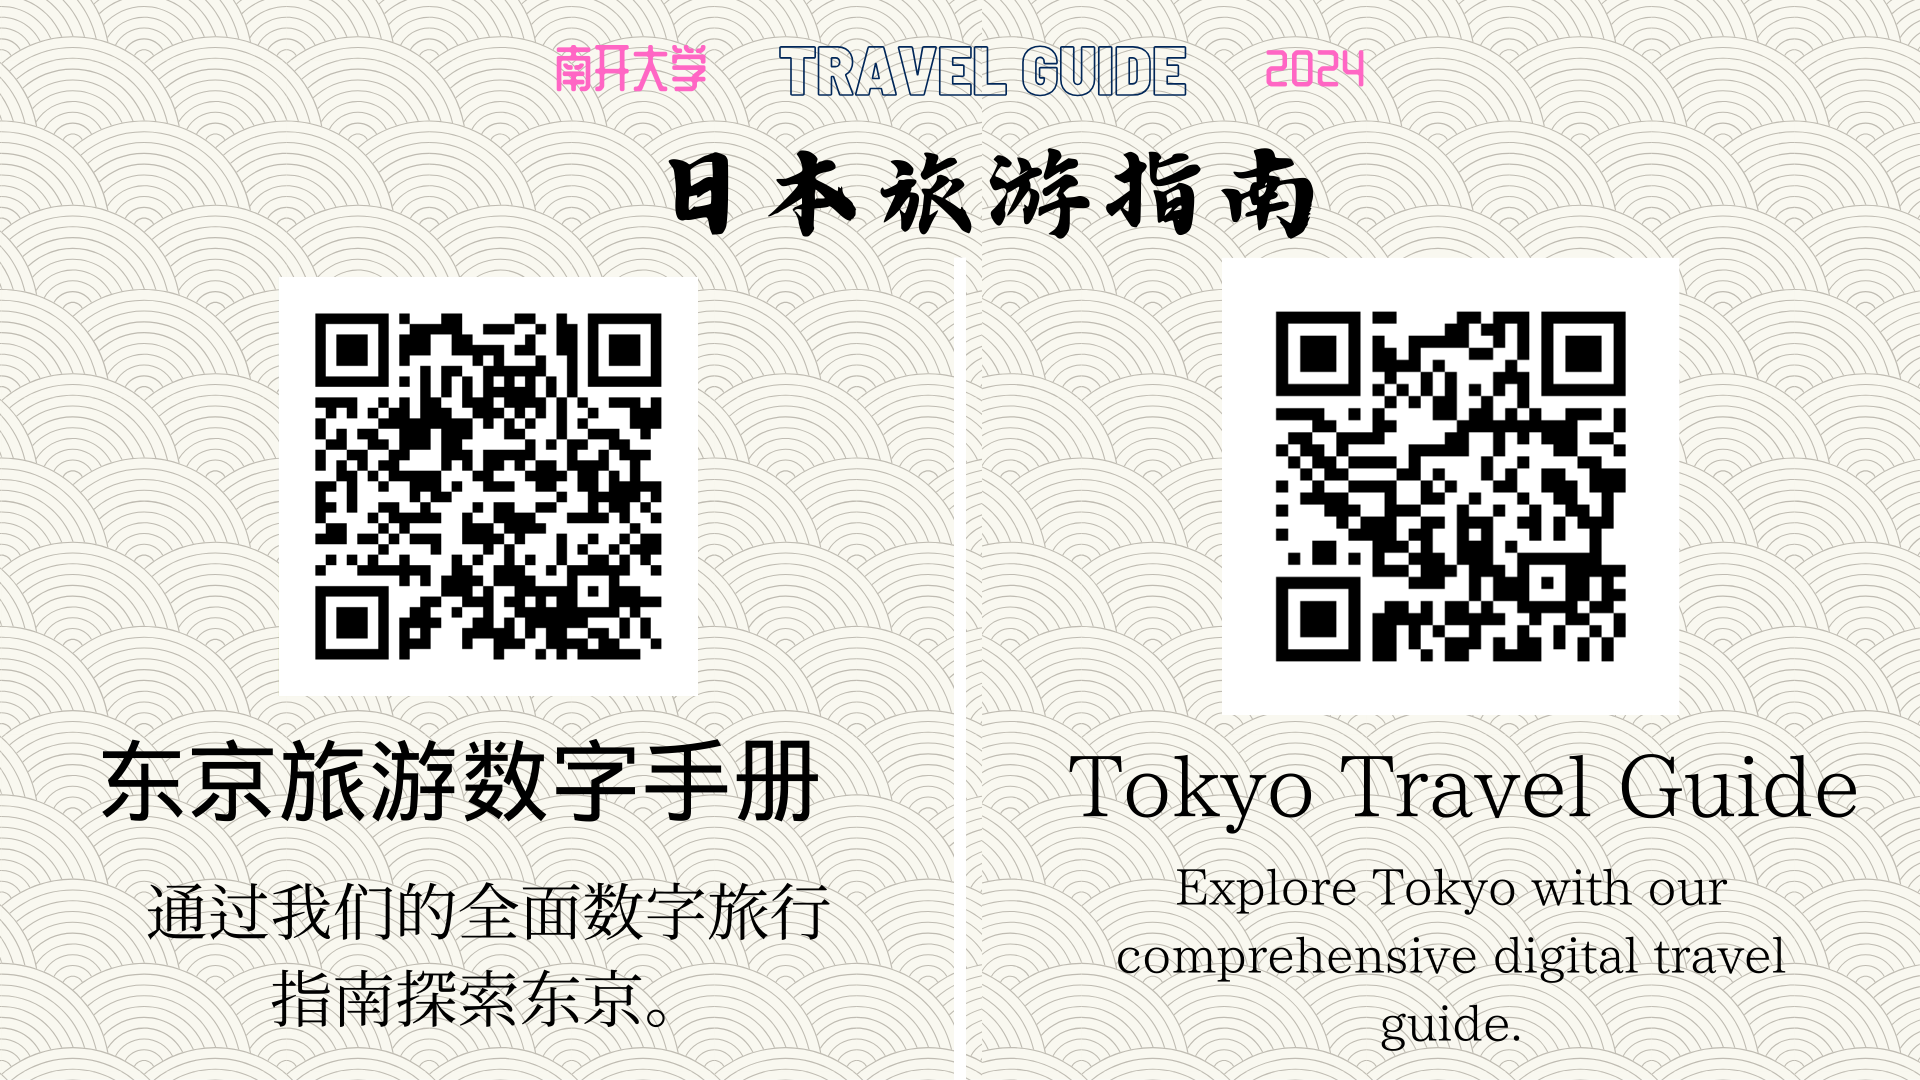 南开大学 TRAVEL GUIDE 2024
日本旅游指南
东京旅游数字手册
通过我们的全面数字旅行
指南探索东京。
Tokyo Travel Guide
Explore Tokyo with our
comprehensive digital travel
guide.